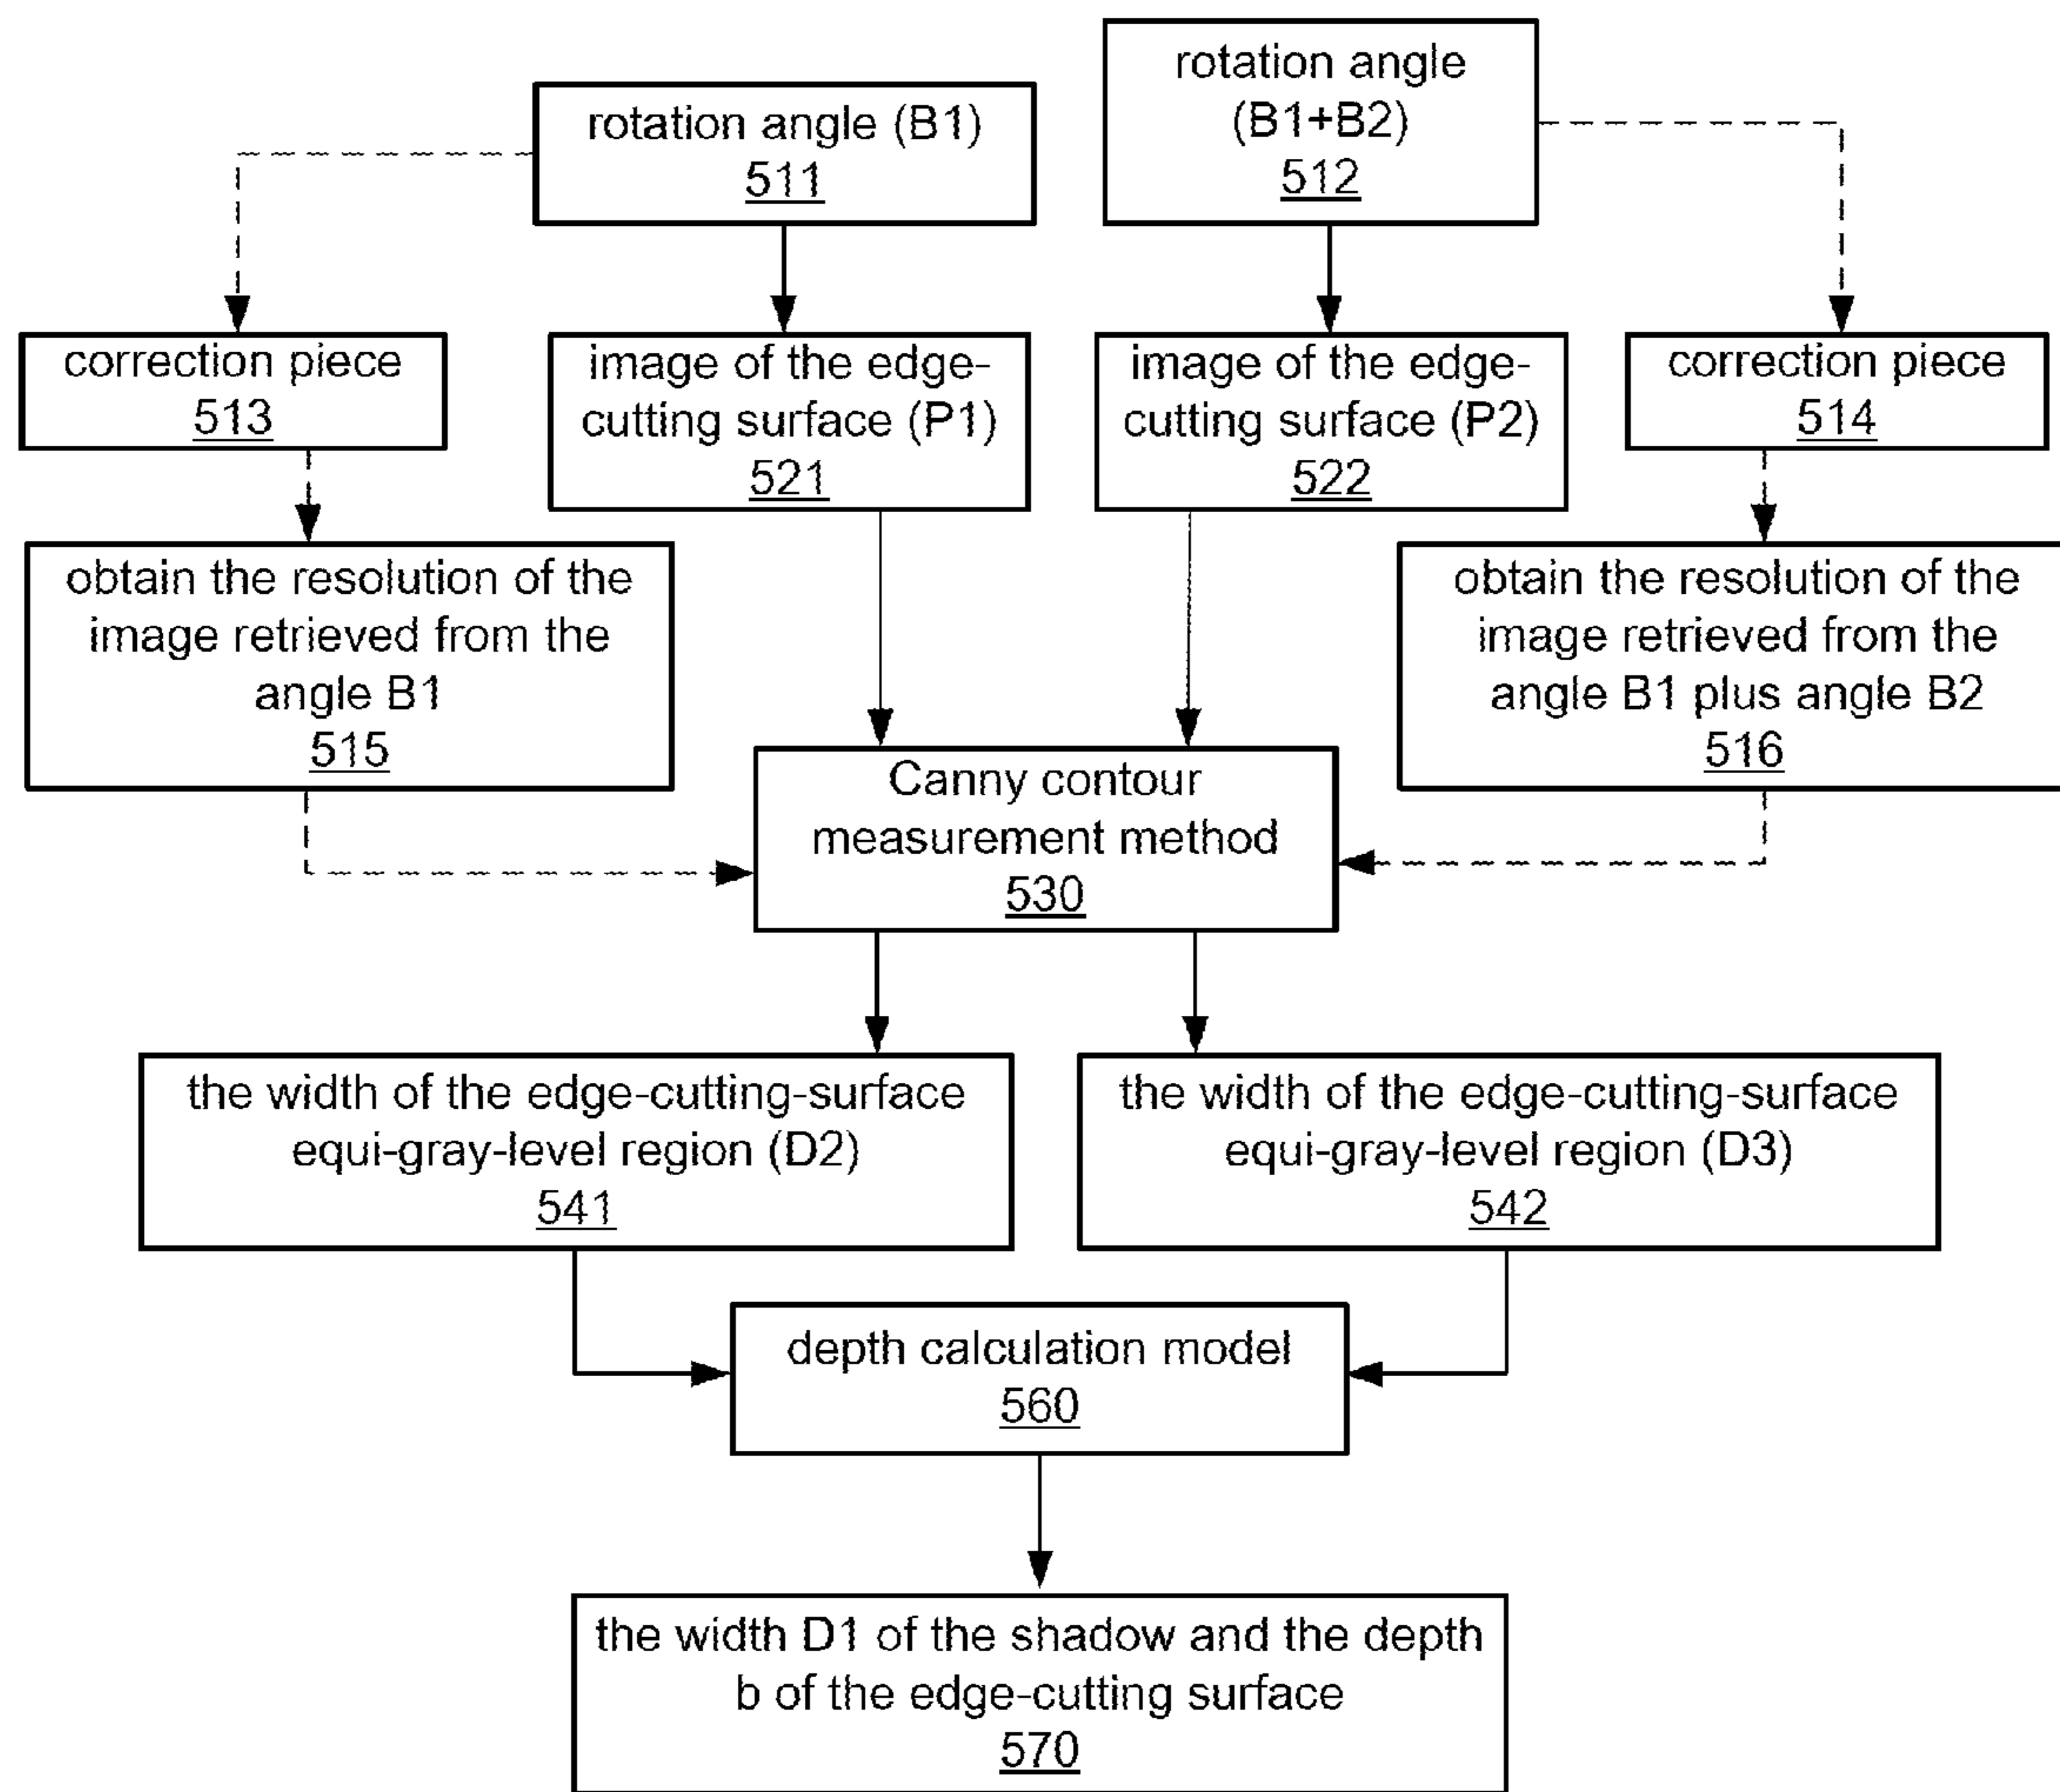 rotation angle (B1)
511
rotation angle
(B1+B2)
512
correction piece
513
image of the edge-
cutting surface (P1)
521
image of the edge-
cutting surface (P2)
522
correction piece
514
obtain the resolution of the
image retrieved from the
angle B1
515
obtain the resolution of the
image retrieved from the
angle B1 plus angle B2
516
Canny contour
measurement method
530
the width of the edge-cutting-surface
equi-gray-level region (D2)
541
the width of the edge-cutting-surface
equi-gray-level region (D3)
542
depth calculation model
560
the width D1 of the shadow and the depth
b of the edge-cutting surface
570